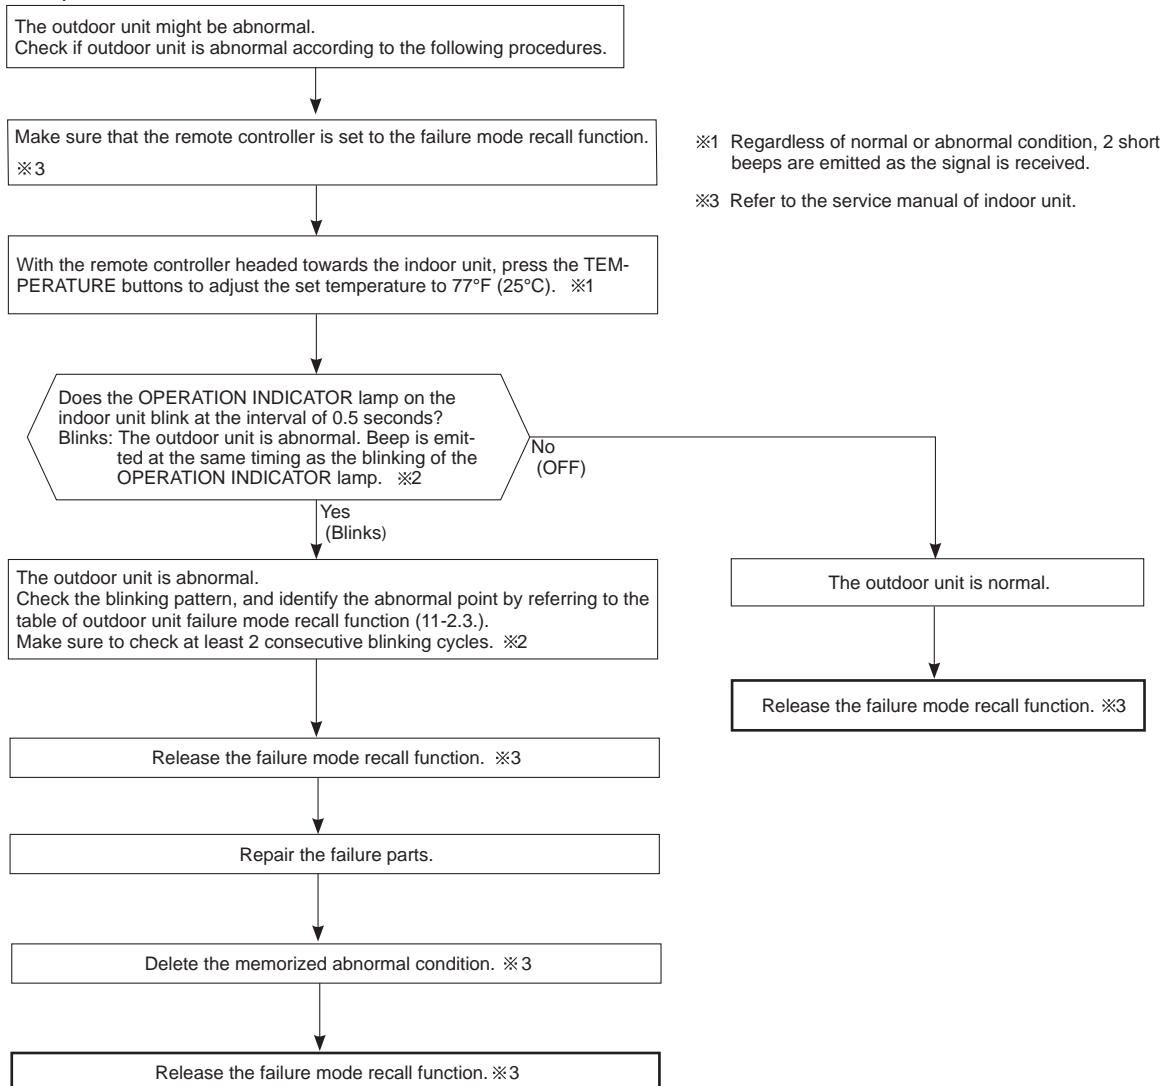 The outdoor unit might be abnormal.
Check if outdoor unit is abnormal according to the following procedures.
Make sure that the remote controller is set to the failure mode recall function.
※3
※1 Regardless of normal or abnormal condition, 2 short
beeps are emitted as the signal is received.
※3 Refer to the service manual of indoor unit.
With the remote controller headed towards the indoor unit, press the TEM-
PERATURE buttons to adjust the set temperature to 77°F (25°C). ※1
Does the OPERATION INDICATOR lamp on the
indoor unit blink at the interval of 0.5 seconds?
Blinks: The outdoor unit is abnormal. Beep is emit-
ted at the same timing as the blinking of the
OPERATION INDICATOR lamp. ※2
No
(OFF)
Yes
(Blinks)
The outdoor unit is abnormal.
Check the blinking pattern, and identify the abnormal point by referring to the
table of outdoor unit failure mode recall function (11-2.3.).
Make sure to check at least 2 consecutive blinking cycles. ※2
The outdoor unit is normal.
Release the failure mode recall function. ※3
Release the failure mode recall function. ※3
Repair the failure parts.
Delete the memorized abnormal condition. ※3
Release the failure mode recall function. ※3